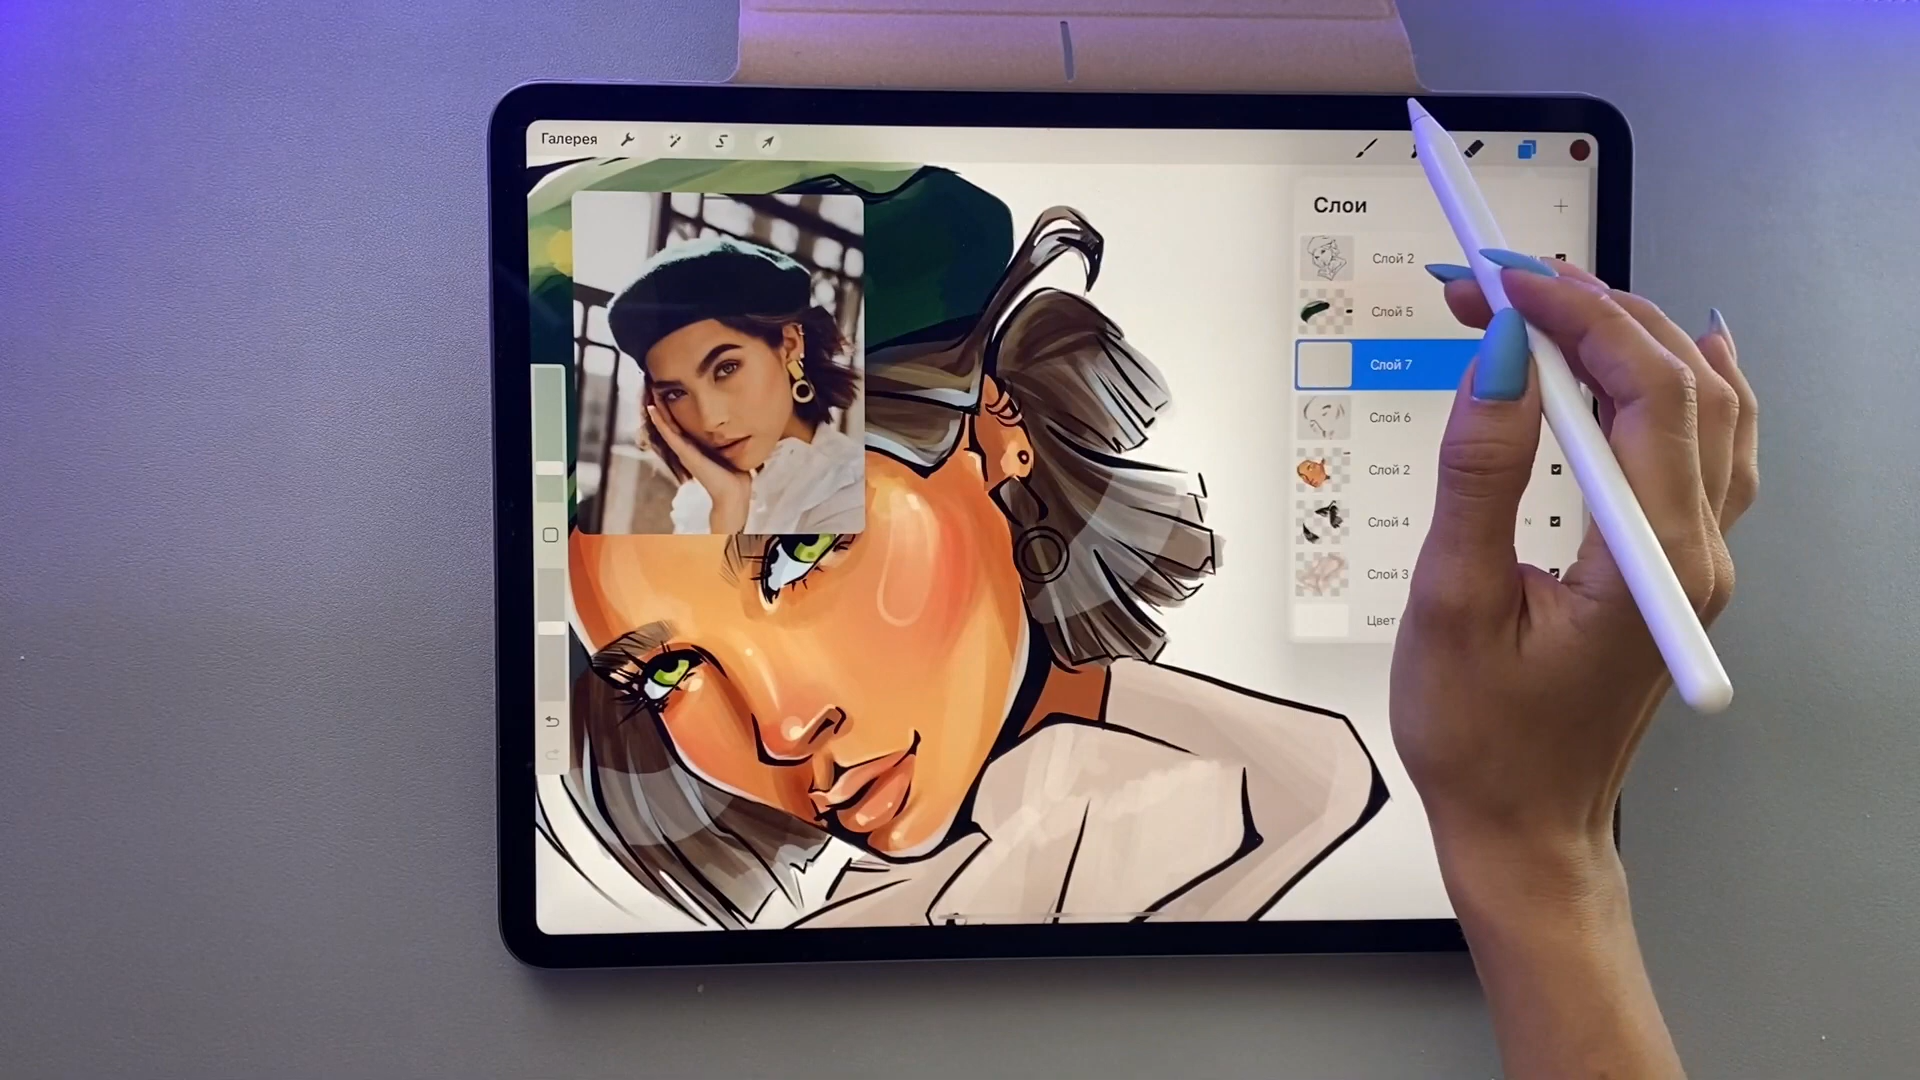 Галерея
Слои
Слой 2
Слой 5
Слой 7
Слой 6
Слой 2
Слой 4
N
Слой 3
Цвет